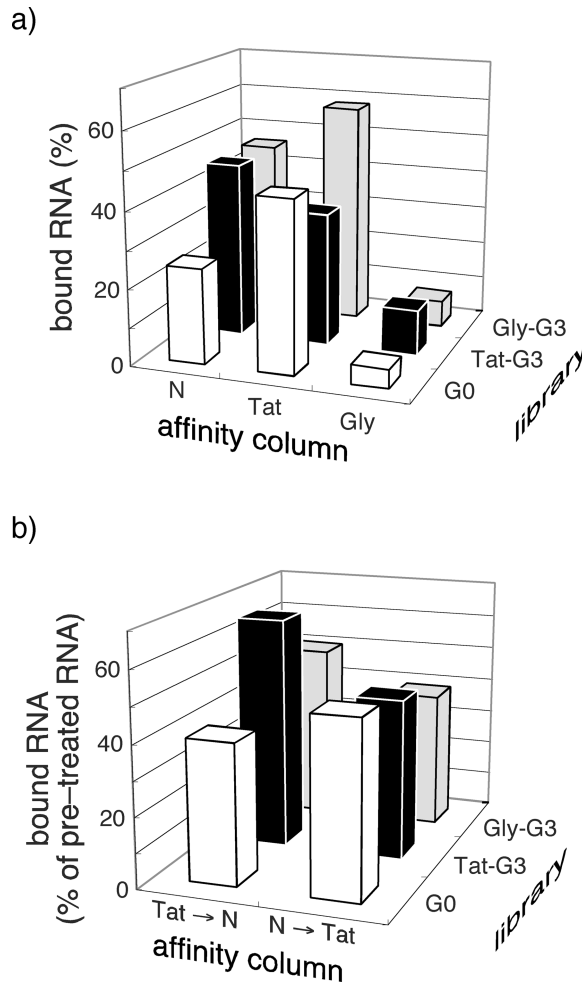 a)
bound RNA (%)
60
40
20
0
N
Tat
Gly
affinity column
G0
Tat-G3
Gly-G3
library
b)
bound RNA
(% of pre–treated RNA)
60
40
20
0
Tat → N
N → Tat
affinity column
G0
Tat-G3
Gly-G3
library